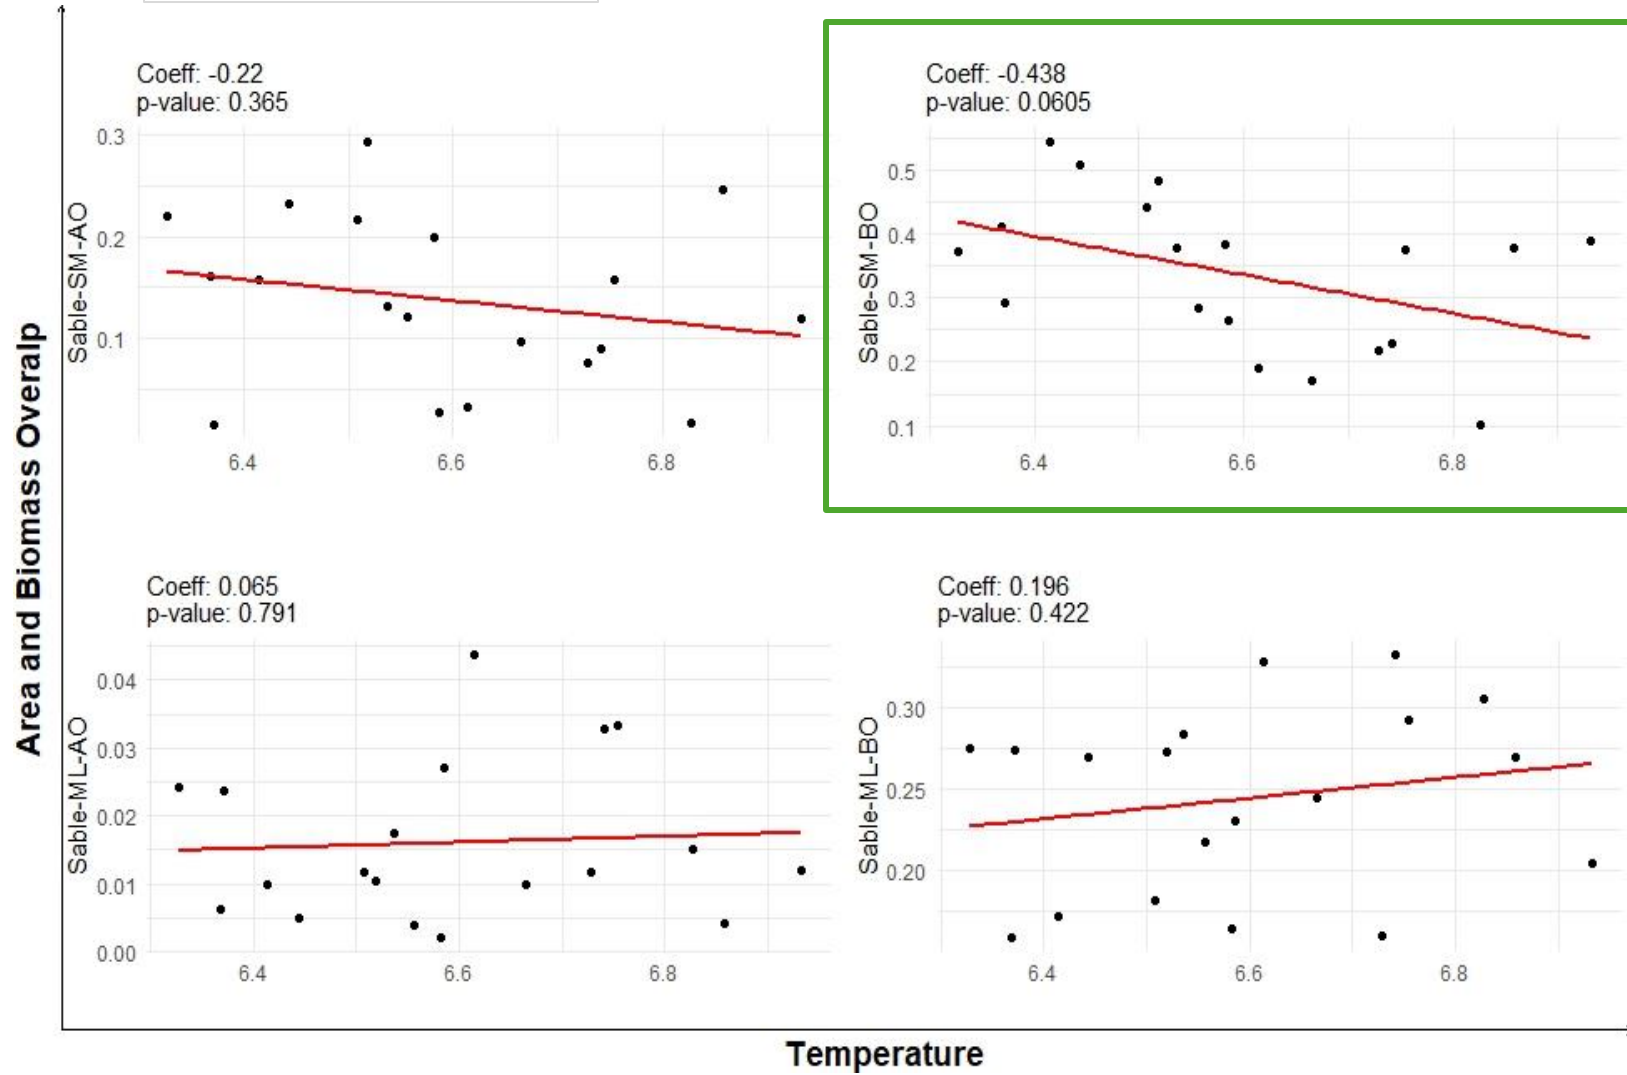 Coeff: -0.22
p-value: 0.365
Sable-SM-AO
0.3
0.2
0.1
6.4 6.6 6.8
Coeff: -0.438
p-value: 0.0605
Sable-SM-BO
0.5
0.4
0.3
0.2
0.1
6.4 6.6 6.8
Area and Biomass Overalp
Coeff: 0.065
p-value: 0.791
Sable-ML-AO
0.04
0.03
0.02
0.01
0.00
6.4 6.6 6.8
Coeff: 0.196
p-value: 0.422
Sable-ML-BO
0.30
0.25
0.20
6.4 6.6 6.8
Temperature